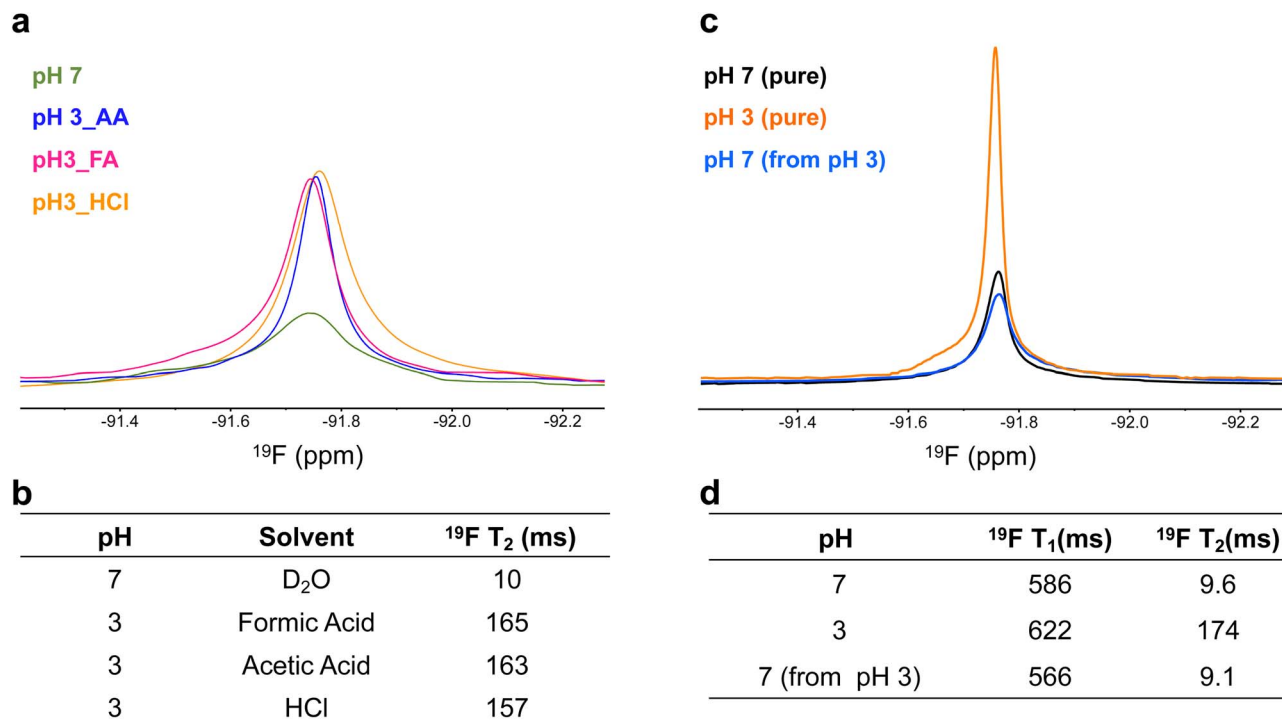 a
pH 7
pH 3_AA
pH3_FA
pH3_HCl
-91.4 -91.6 -91.8 -92.0 -92.2
¹⁹F (ppm)
b
pH Solvent ¹⁹F T₂ (ms)
7 D₂O 10
3 Formic Acid 165
3 Acetic Acid 163
3 HCl 157
c
pH 7 (pure)
pH 3 (pure)
pH 7 (from pH 3)
-91.4 -91.6 -91.8 -92.0 -92.2
¹⁹F (ppm)
d
pH ¹⁹F T₁(ms) ¹⁹F T₂(ms)
7 586 9.6
3 622 174
7 (from pH 3) 566 9.1